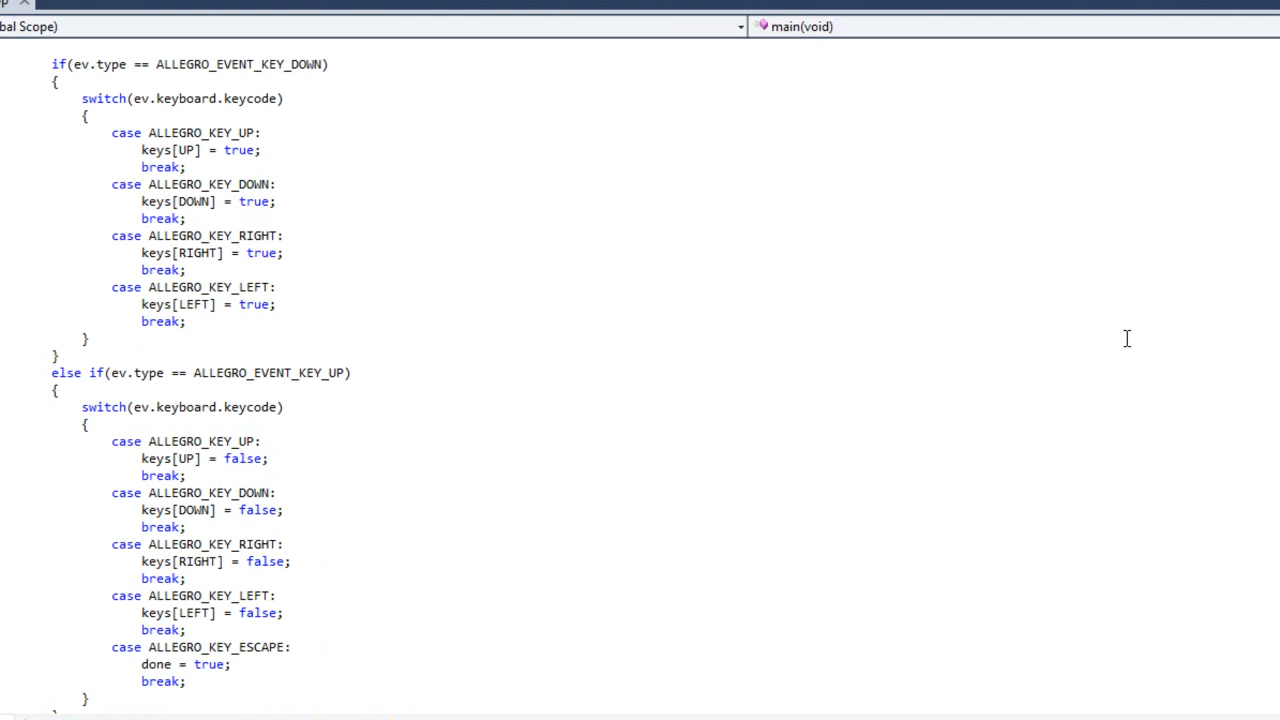 bal Scope)
main(void)
if(ev.type == ALLEGRO_EVENT_KEY_DOWN)
{
switch(ev.keyboard.keycode)
{
case ALLEGRO_KEY_UP:
keys[UP] = true;
break;
case ALLEGRO_KEY_DOWN:
keys[DOWN] = true;
break;
case ALLEGRO_KEY_RIGHT:
keys[RIGHT] = true;
break;
case ALLEGRO_KEY_LEFT:
keys[LEFT] = true;
break;
}
}
else if(ev.type == ALLEGRO_EVENT_KEY_UP)
{
switch(ev.keyboard.keycode)
{
case ALLEGRO_KEY_UP:
keys[UP] = false;
break;
case ALLEGRO_KEY_DOWN:
keys[DOWN] = false;
break;
case ALLEGRO_KEY_RIGHT:
keys[RIGHT] = false;
break;
case ALLEGRO_KEY_LEFT:
keys[LEFT] = false;
break;
case ALLEGRO_KEY_ESCAPE:
done = true;
break;
}